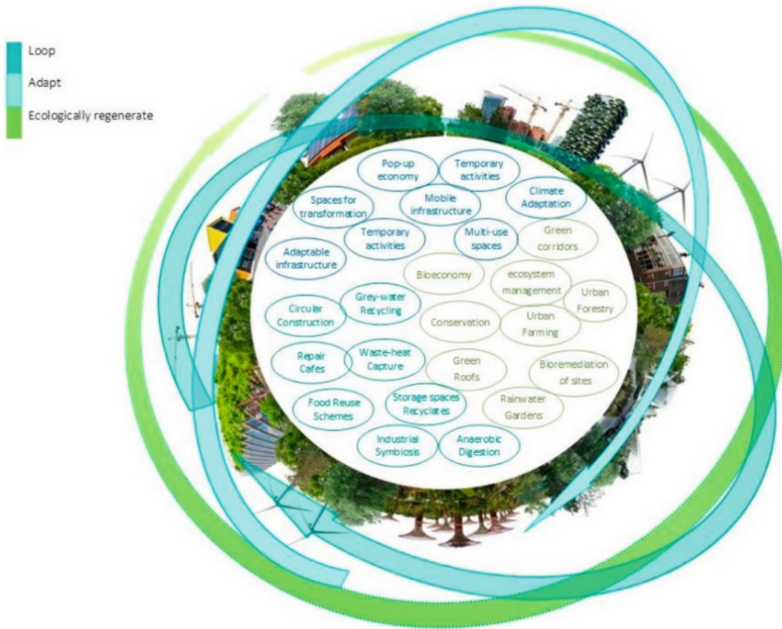 Loop
Adapt
Ecologically regenerate
Pop-up
economy
Temporary
activities
Climate
Adaptation
Spaces for
transformation
Mobile
infrastructure
Temporary
activities
Multi-use
spaces
Green
corridors
Adaptable
infrastructure
Bioeconomy
ecosystem
management
Urban
Forestry
Grey-water
Recycling
Circular
Construction
Conservation
Urban
Farming
Repair
Cafes
Waste-heat
Capture
Green
Roofs
Bioremediation
of sites
Food Reuse
Schemes
Storage spaces
Recyclates
Rainwater
Gardens
Industrial
Symbiosis
Anaerobic
Digestion